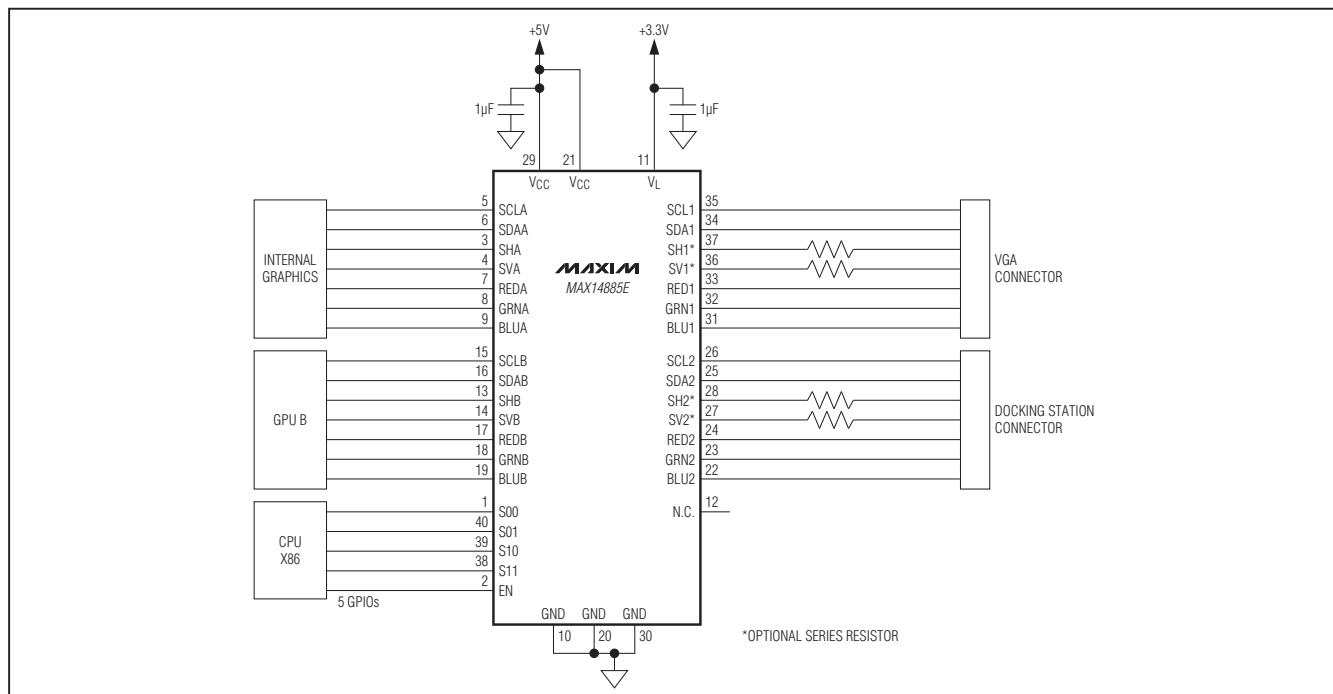 +5V
+3.3V
1µF
1µF
29
21
11
VCC
VCC
VL
INTERNAL
GRAPHICS
5 SCLA
6 SDAA
3 SHA
4 SVA
7 REDA
8 GRNA
9 BLUA
MAXIM
MAX14885E
SCL1 35
SDA1 34
SH1* 37
SV1* 36
RED1 33
GRN1 32
BLU1 31
VGA
CONNECTOR
GPU B
15 SCLB
16 SDAB
13 SHB
14 SVB
17 REDB
18 GRNB
19 BLUB
SCL2 26
SDA2 25
SH2* 28
SV2* 27
RED2 24
GRN2 23
BLU2 22
DOCKING STATION
CONNECTOR
N.C. 12
CPU
X86
1 S00
40 S01
39 S10
38 S11
2 EN
5 GPIOs
GND GND GND
10 20 30
*OPTIONAL SERIES RESISTOR